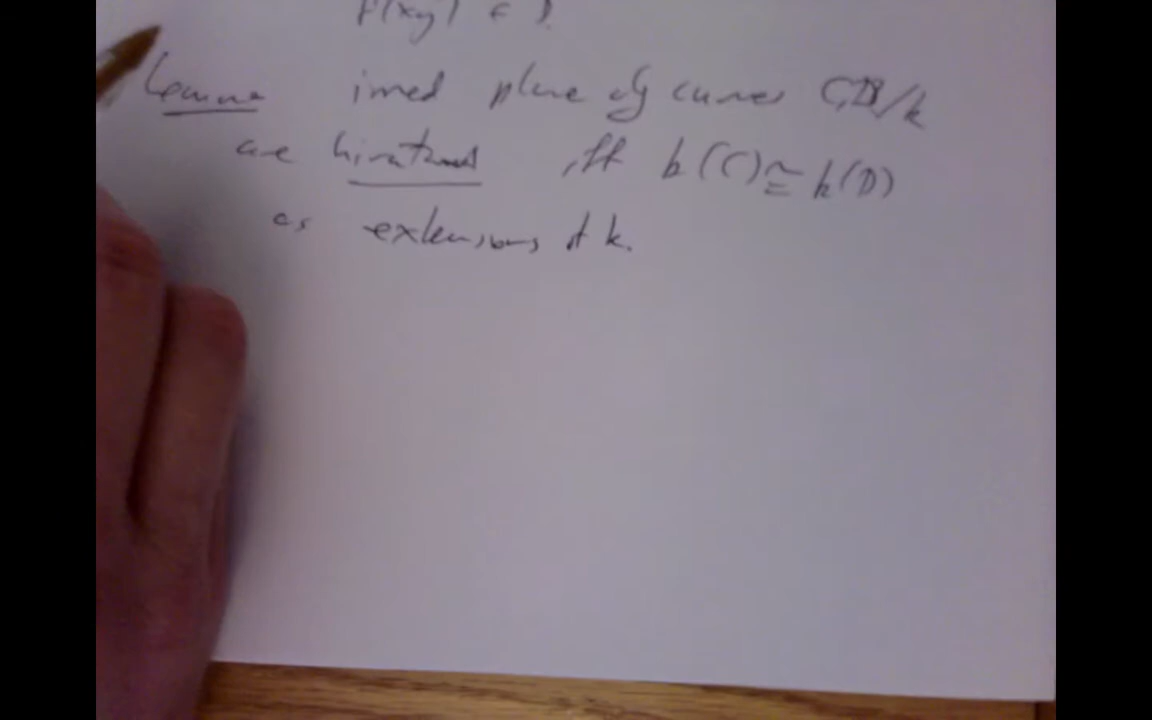 Lemma irred plane alg curves C,D/k
are birational iff k(C) ≅ k(D)
as extensions of k.